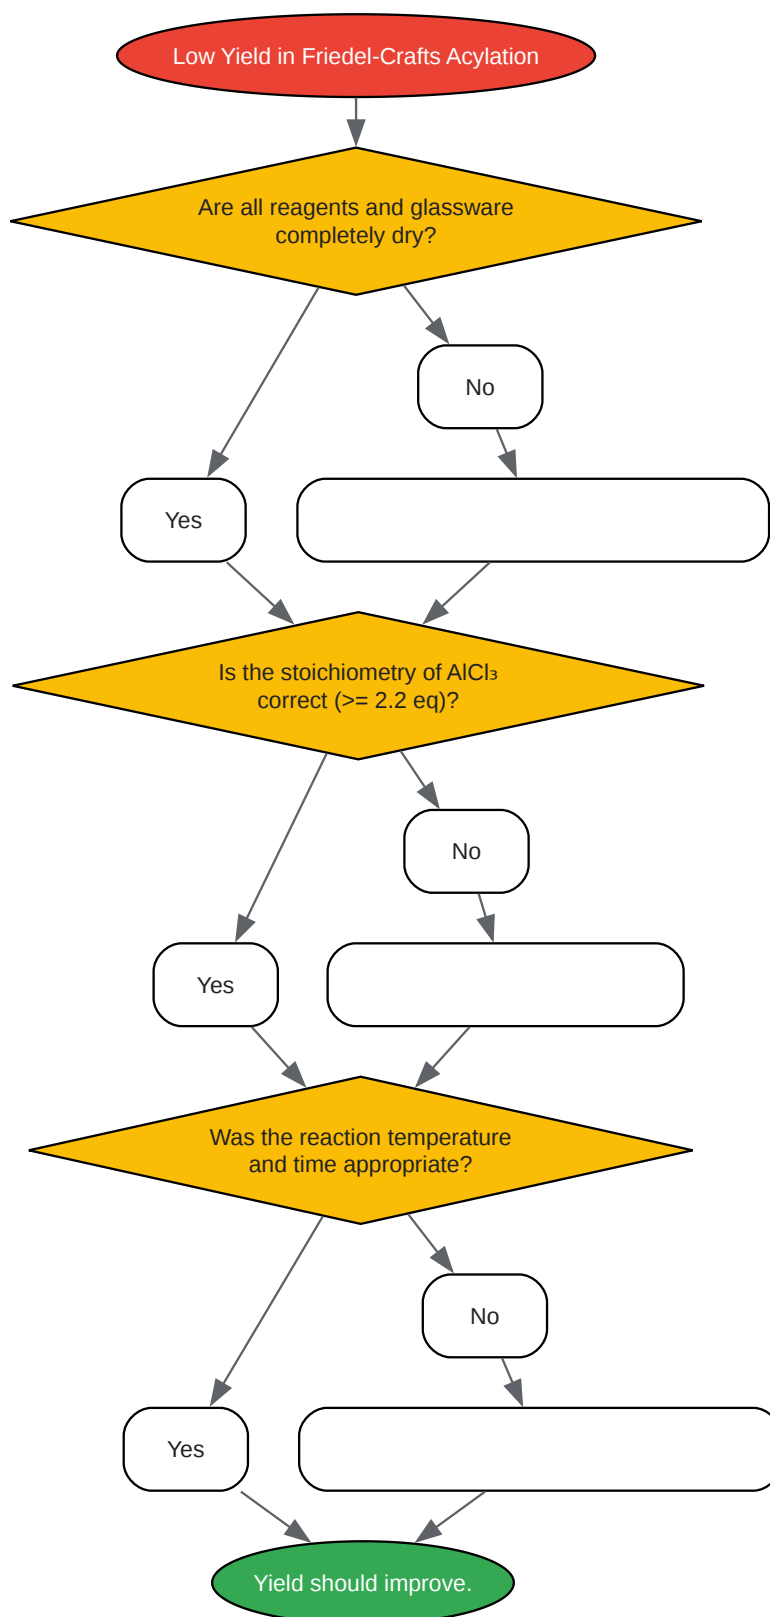 Low Yield in Friedel-Crafts Acylation
Are all reagents and glassware
completely dry?
No
Yes
Is the stoichiometry of AlCl₃
correct (>= 2.2 eq)?
No
Yes
Was the reaction temperature
and time appropriate?
No
Yes
Yield should improve.